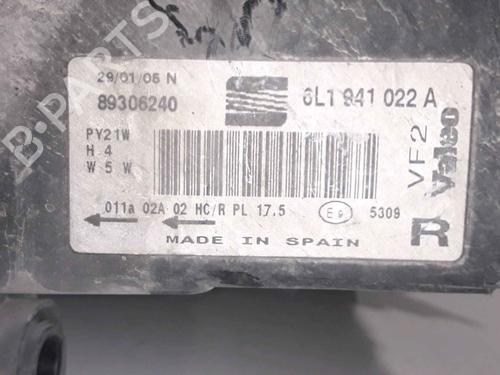 B-PARTS
29/01/05 N
89306240
6L1 941 022 A
PY21W
H 4
W 5 W
VF2
Valeo
011a 02A 02 HC/R PL 17.5
E9
5309
R
MADE IN SPAIN